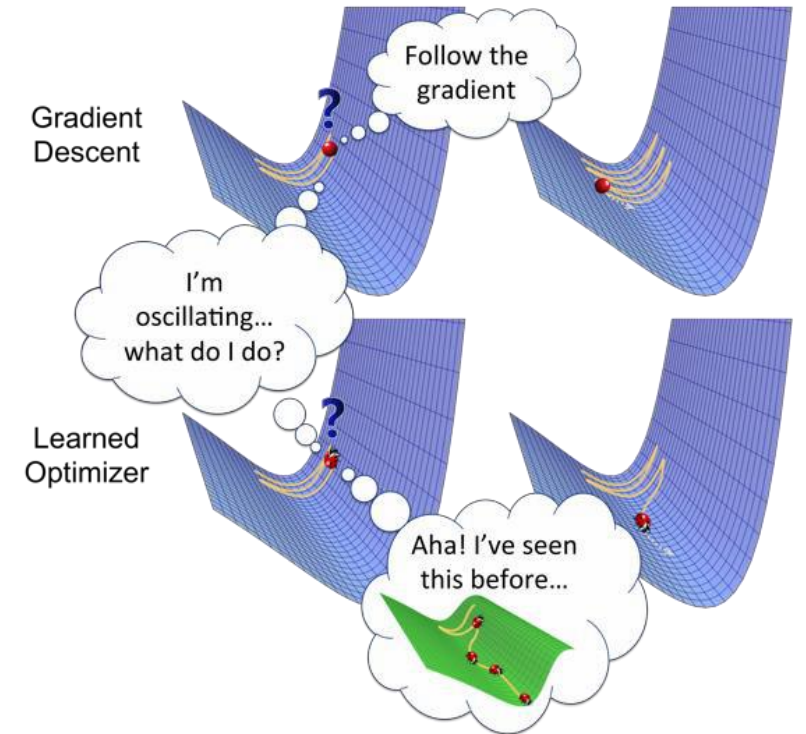 Follow the
gradient
?
Gradient
Descent
I'm
oscillating...
what do I do?
?
Learned
Optimizer
Aha! I've seen
this before...